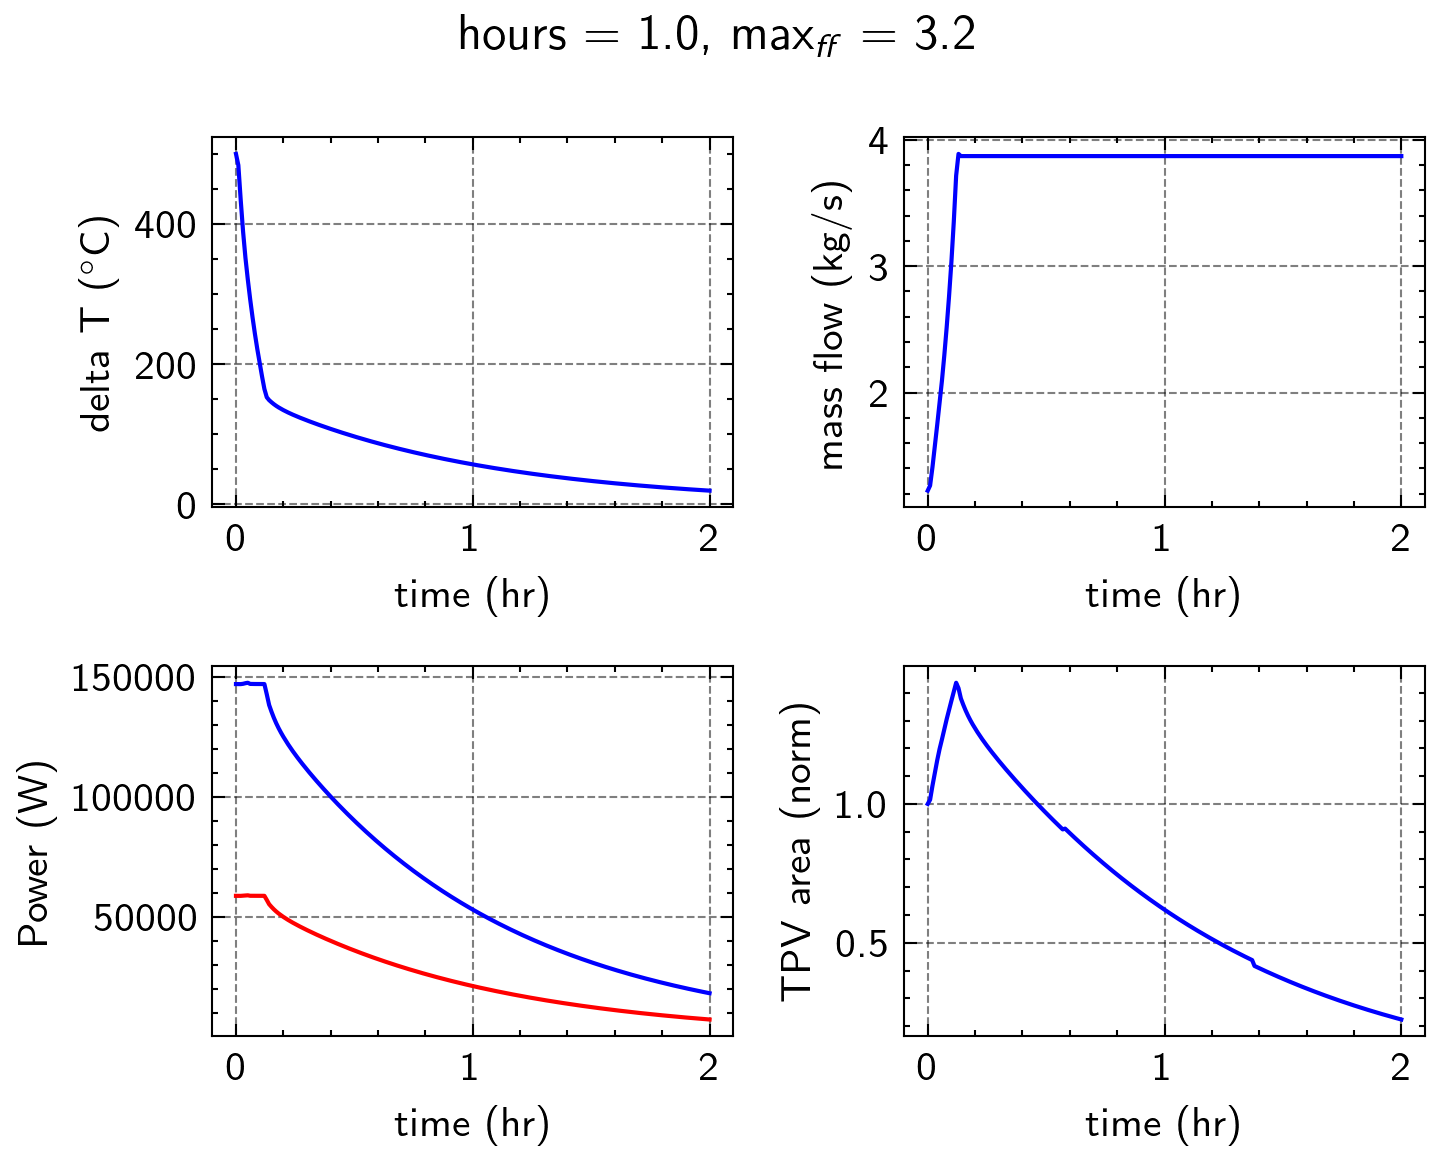 hours = 1.0, max_ff = 3.2
delta T (°C)
400
200
0
0 1 2
time (hr)
mass flow (kg/s)
4
3
2
0 1 2
time (hr)
Power (W)
150000
100000
50000
0 1 2
time (hr)
TPV area (norm)
1.0
0.5
0 1 2
time (hr)